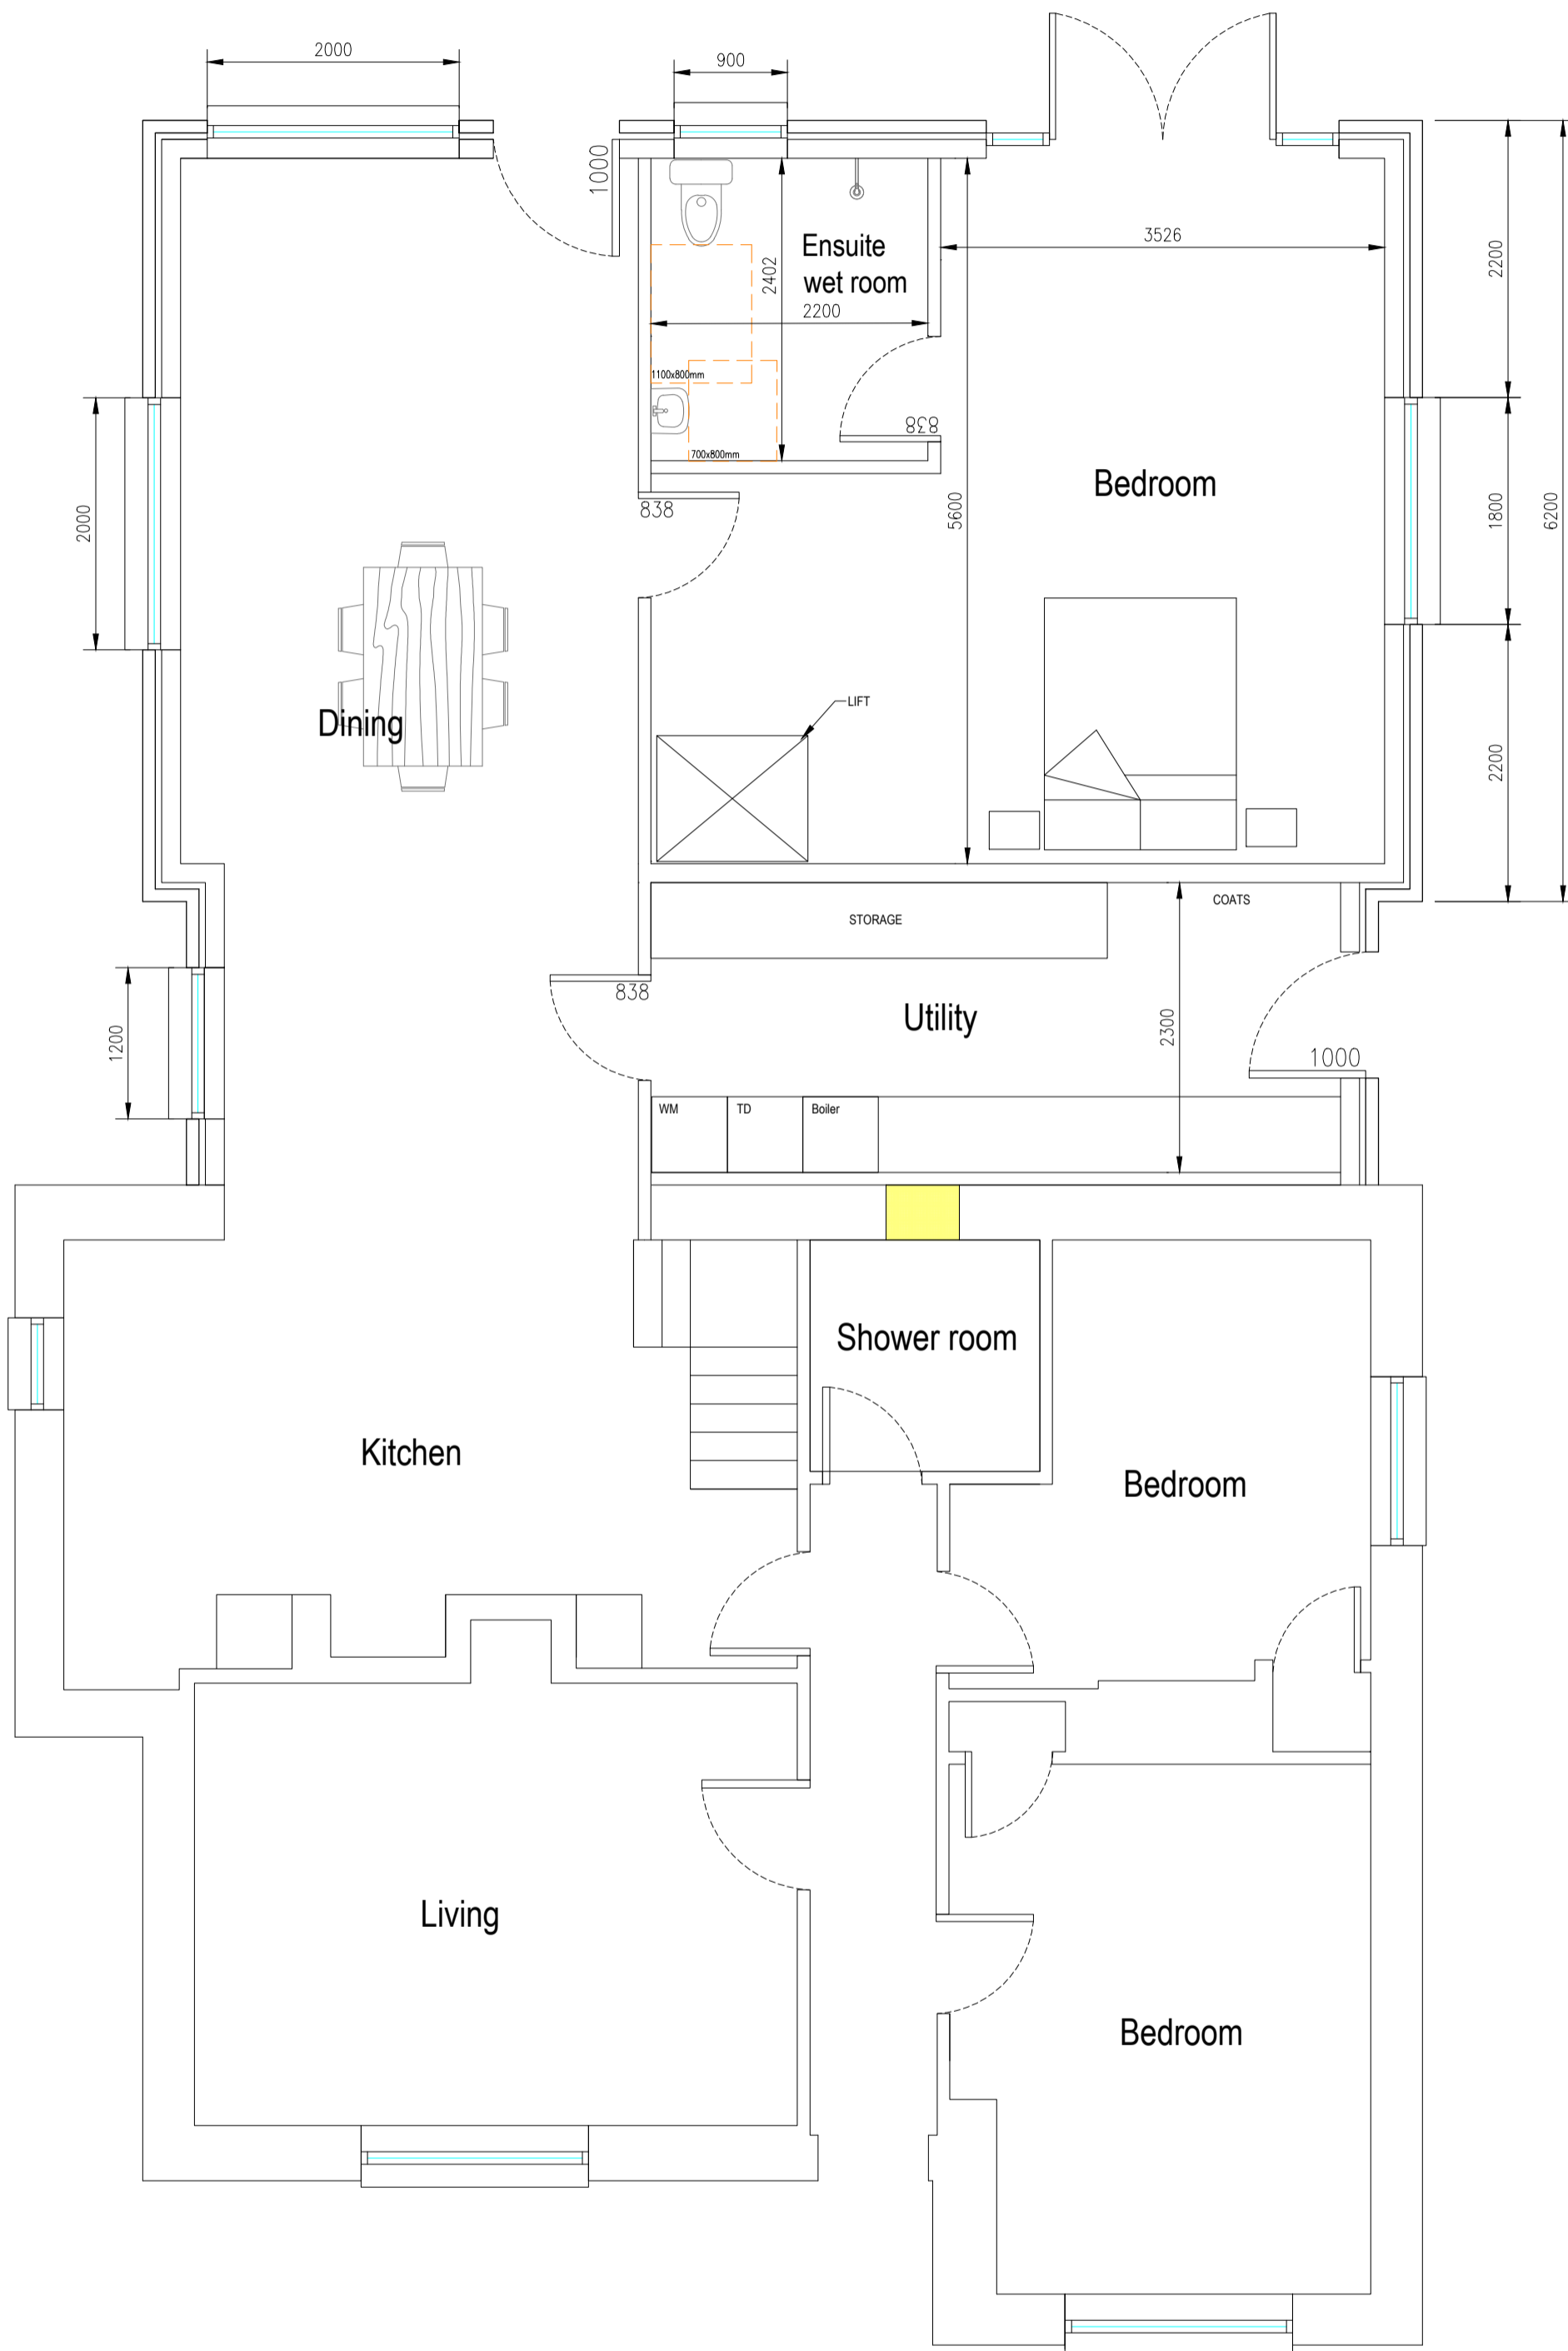 2000
900
1000
Ensuite
wet room
3526
2200
2402
2200
1100x800mm
838
700x800mm
Bedroom
838
2000
5600
1800
6200
LIFT
Dining
2200
STORAGE
COATS
838
Utility
2300
1200
1000
WM
TD
Boiler
Shower room
Kitchen
Bedroom
Living
Bedroom